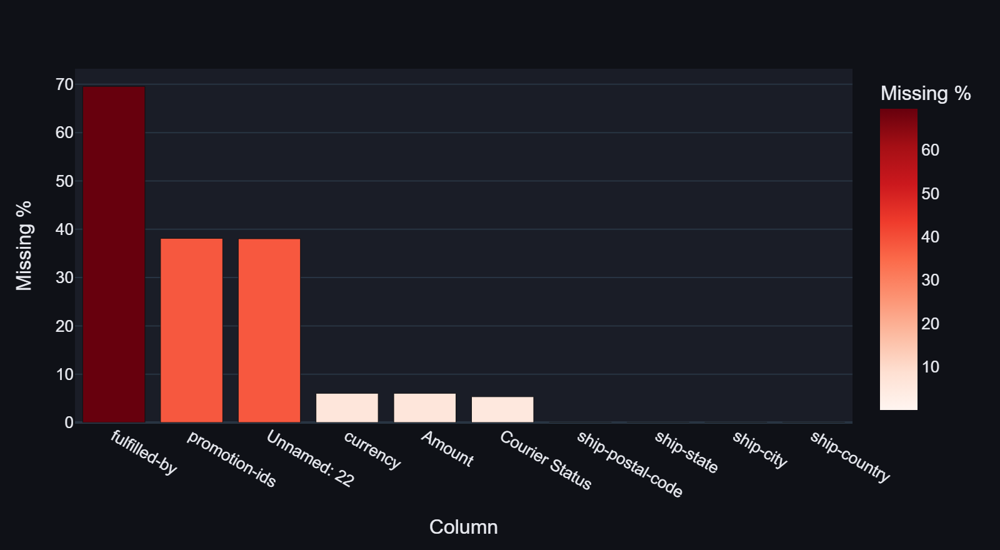 Missing %
70
60
50
40
30
20
10
0
Missing %
60
50
40
30
20
10
fulfilled-by
promotion-ids
Unnamed: 22
currency
Amount
Courier Status
ship-postal-code
ship-state
ship-city
ship-country
Column